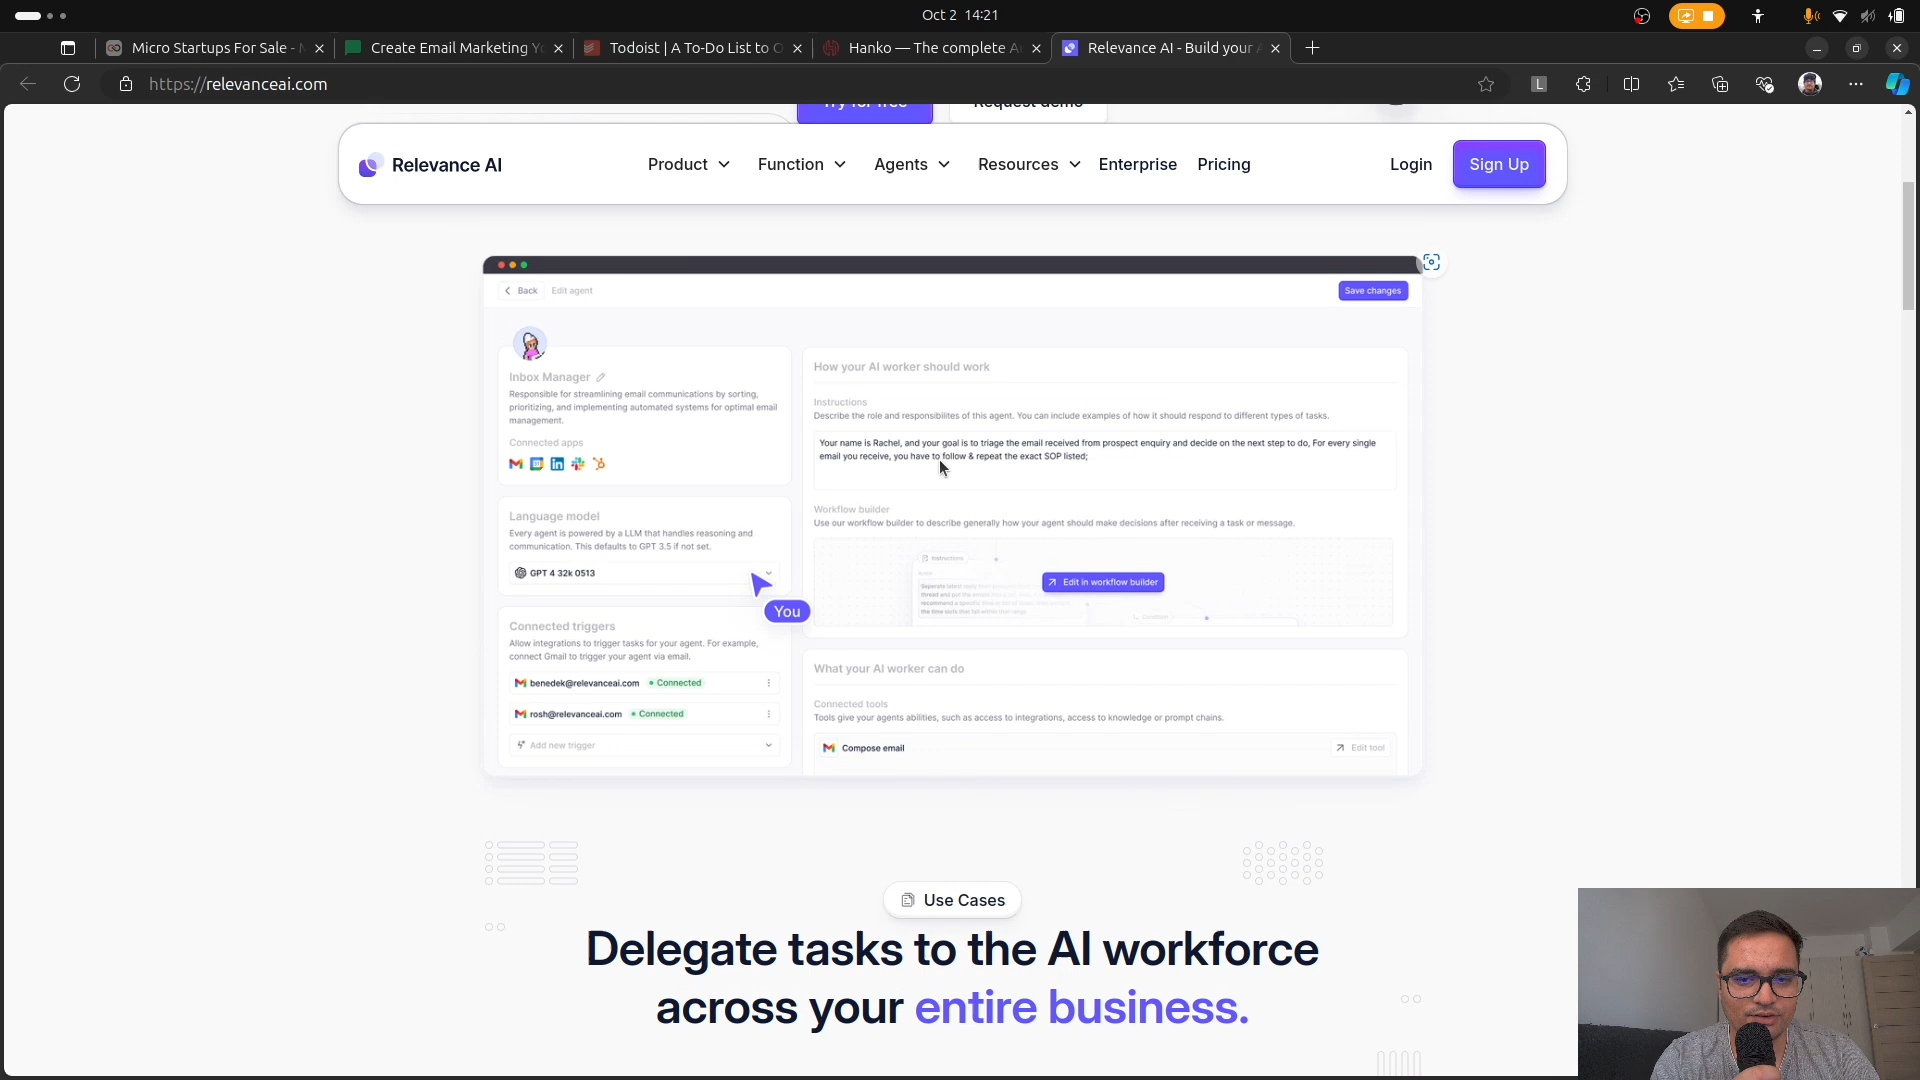 Oct 2 14:21
Micro Startups For Sale - M
Create Email Marketing Yo
Todoist | A To-Do List to O
Hanko — The complete A
Relevance AI - Build your A
https://relevanceai.com
L
Try for free
Request demo
Relevance AI
Product
Function
Agents
Resources
Enterprise
Pricing
Login
Sign Up
Back
Edit agent
Save changes
Inbox Manager
Responsible for streamlining email communications by sorting,
prioritizing, and implementing automated systems for optimal email
management.
Connected apps
Language model
Every agent is powered by a LLM that handles reasoning and
communication. This defaults to GPT 3.5 if not set.
GPT 4 32k 0513
You
Connected triggers
Allow integrations to trigger tasks for your agent. For example,
connect Gmail to trigger your agent via email.
benedek@relevanceai.com
Connected
rosh@relevanceai.com
Connected
Add new trigger
How your AI worker should work
Instructions
Describe the role and responsibilites of this agent. You can include examples of how it should respond to different types of tasks.
Your name is Rachel, and your goal is to triage the email received from prospect enquiry and decide on the next step to do, For every single
email you receive, you have to follow & repeat the exact SOP listed;
Workflow builder
Use our workflow builder to describe generally how your agent should make decisions after receiving a task or message.
Instructions
Edit in workflow builder
Condition
What your AI worker can do
Connected tools
Tools give your agents abilities, such as access to integrations, access to knowledge or prompt chains.
Compose email
Edit tool
Use Cases
Delegate tasks to the AI workforce
across your entire business.